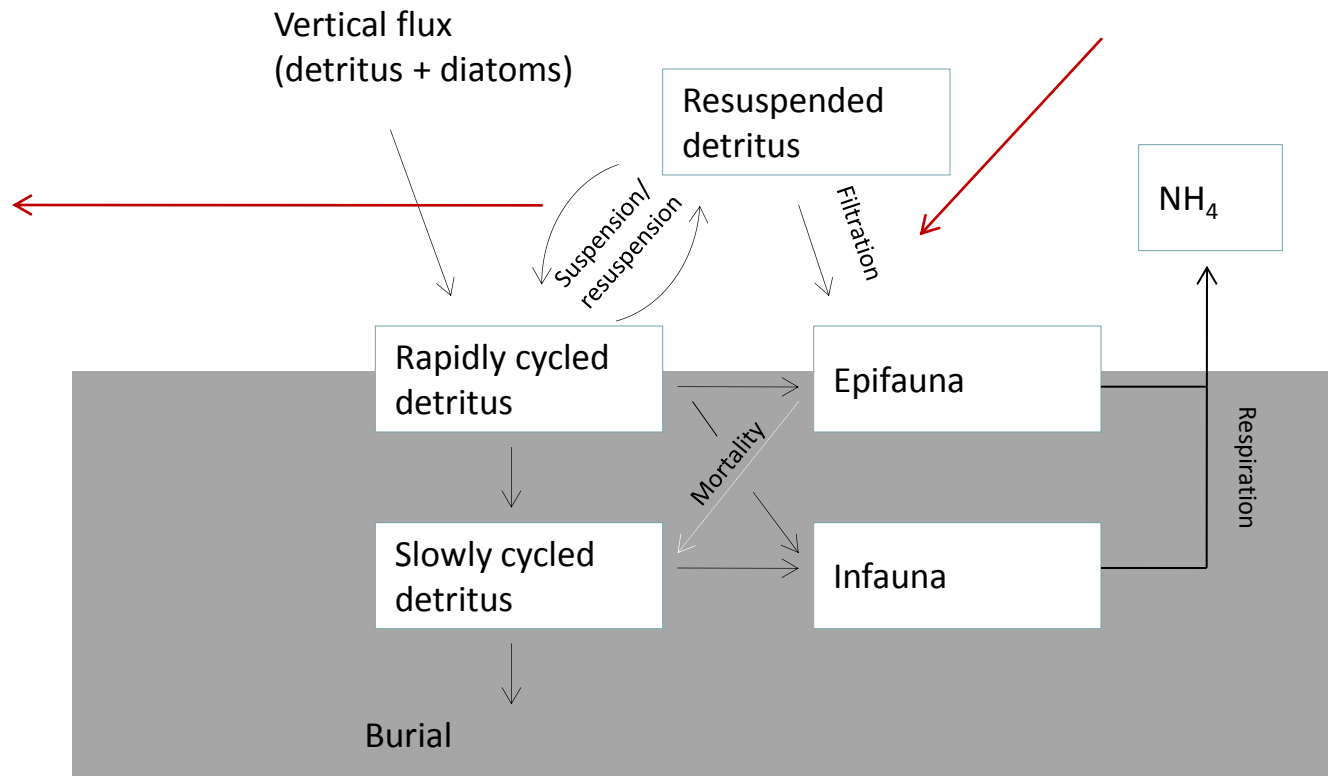 Vertical flux
(detritus + diatoms)
Resuspended
detritus
NH₄
Suspension/
resuspension
Filtration
Rapidly cycled
detritus
Epifauna
Mortality
Respiration
Slowly cycled
detritus
Infauna
Burial